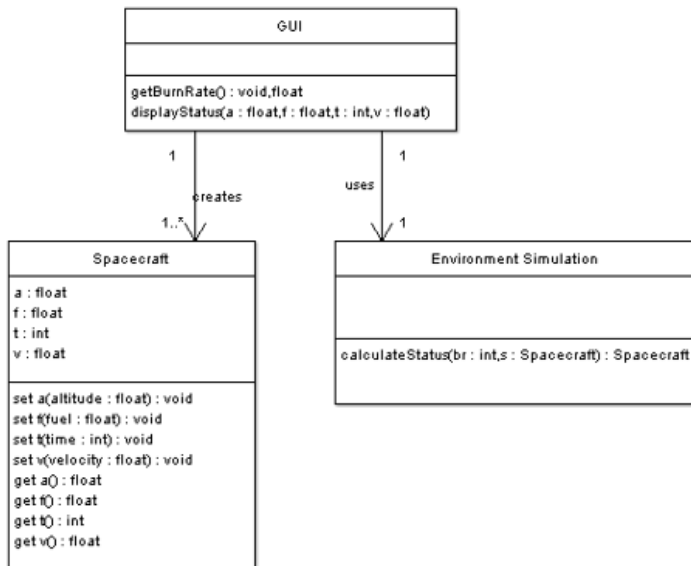 GUI
getBurnRate() : void,float
displayStatus(a : float,f : float,t : int,v : float)
1
1
creates
uses
1..*
1
Spacecraft
a : float
f : float
t : int
v : float
set a(altitude : float) : void
set f(fuel : float) : void
set t(time : int) : void
set v(velocity : float) : void
get a() : float
get f() : float
get t() : int
get v() : float
Environment Simulation
calculateStatus(br : int,s : Spacecraft) : Spacecraft